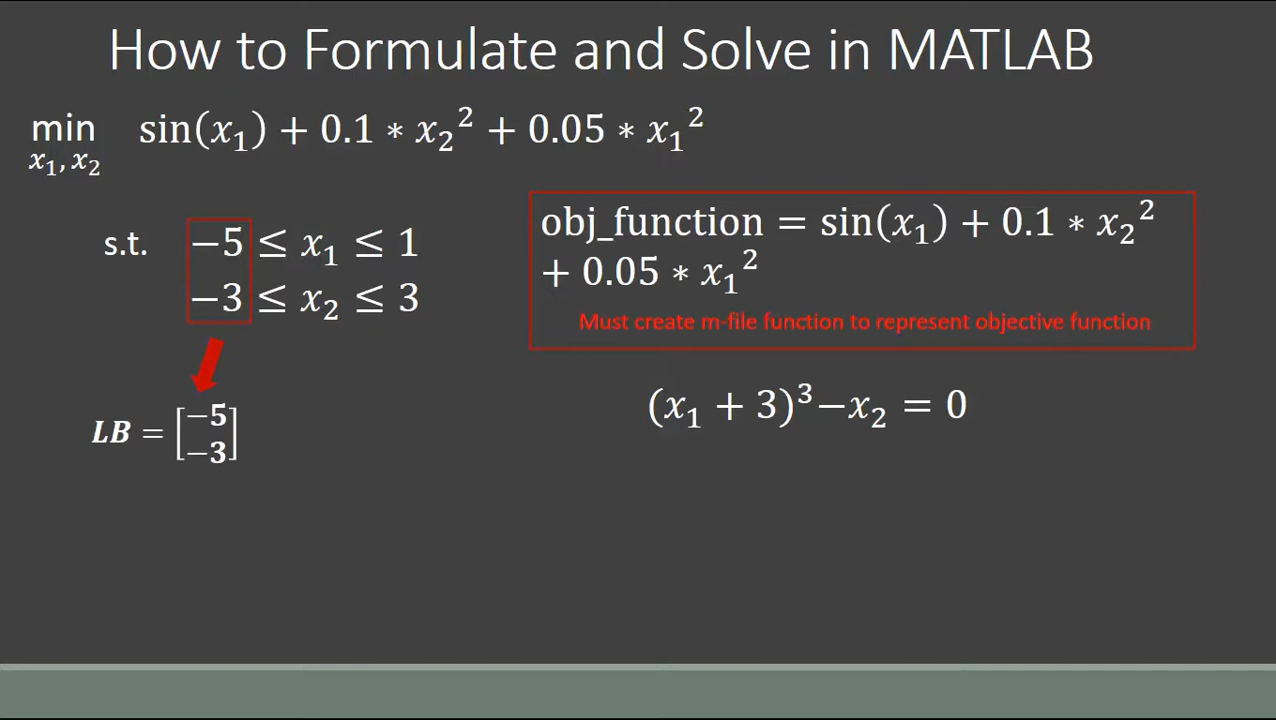 How to Formulate and Solve in MATLAB
min sin(x₁) + 0.1 * x₂² + 0.05 * x₁²
x₁, x₂
s.t. −5 ≤ x₁ ≤ 1
−3 ≤ x₂ ≤ 3
LB = [−5
−3]
obj_function = sin(x₁) + 0.1 * x₂²
+ 0.05 * x₁²
Must create m-file function to represent objective function
(x₁ + 3)³−x₂ = 0